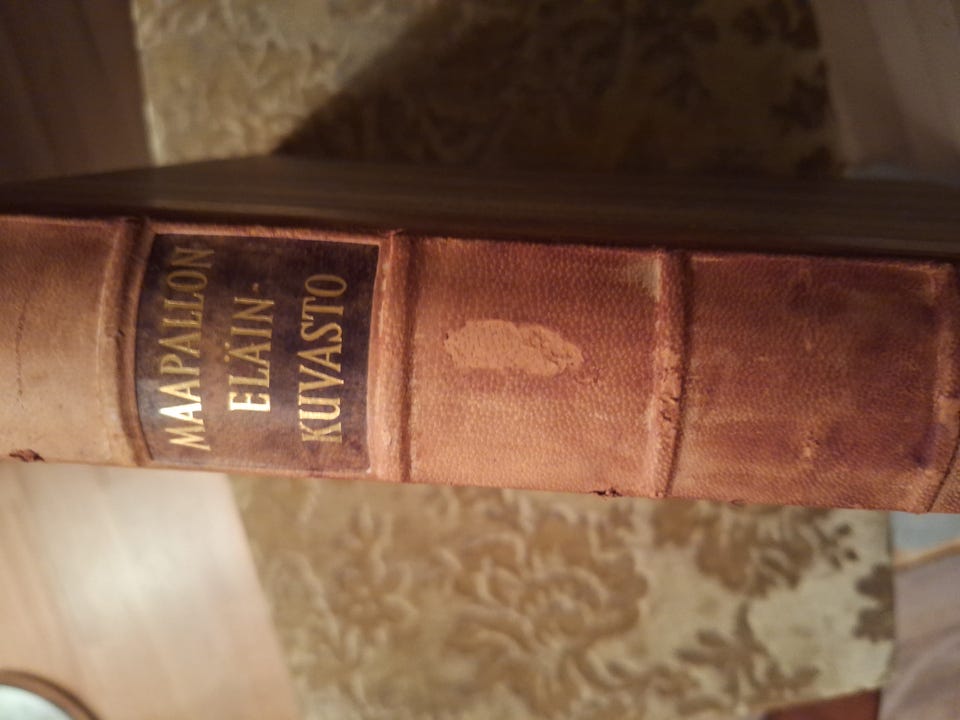 MAAPALLON
ELÄIN-
KUVASTO